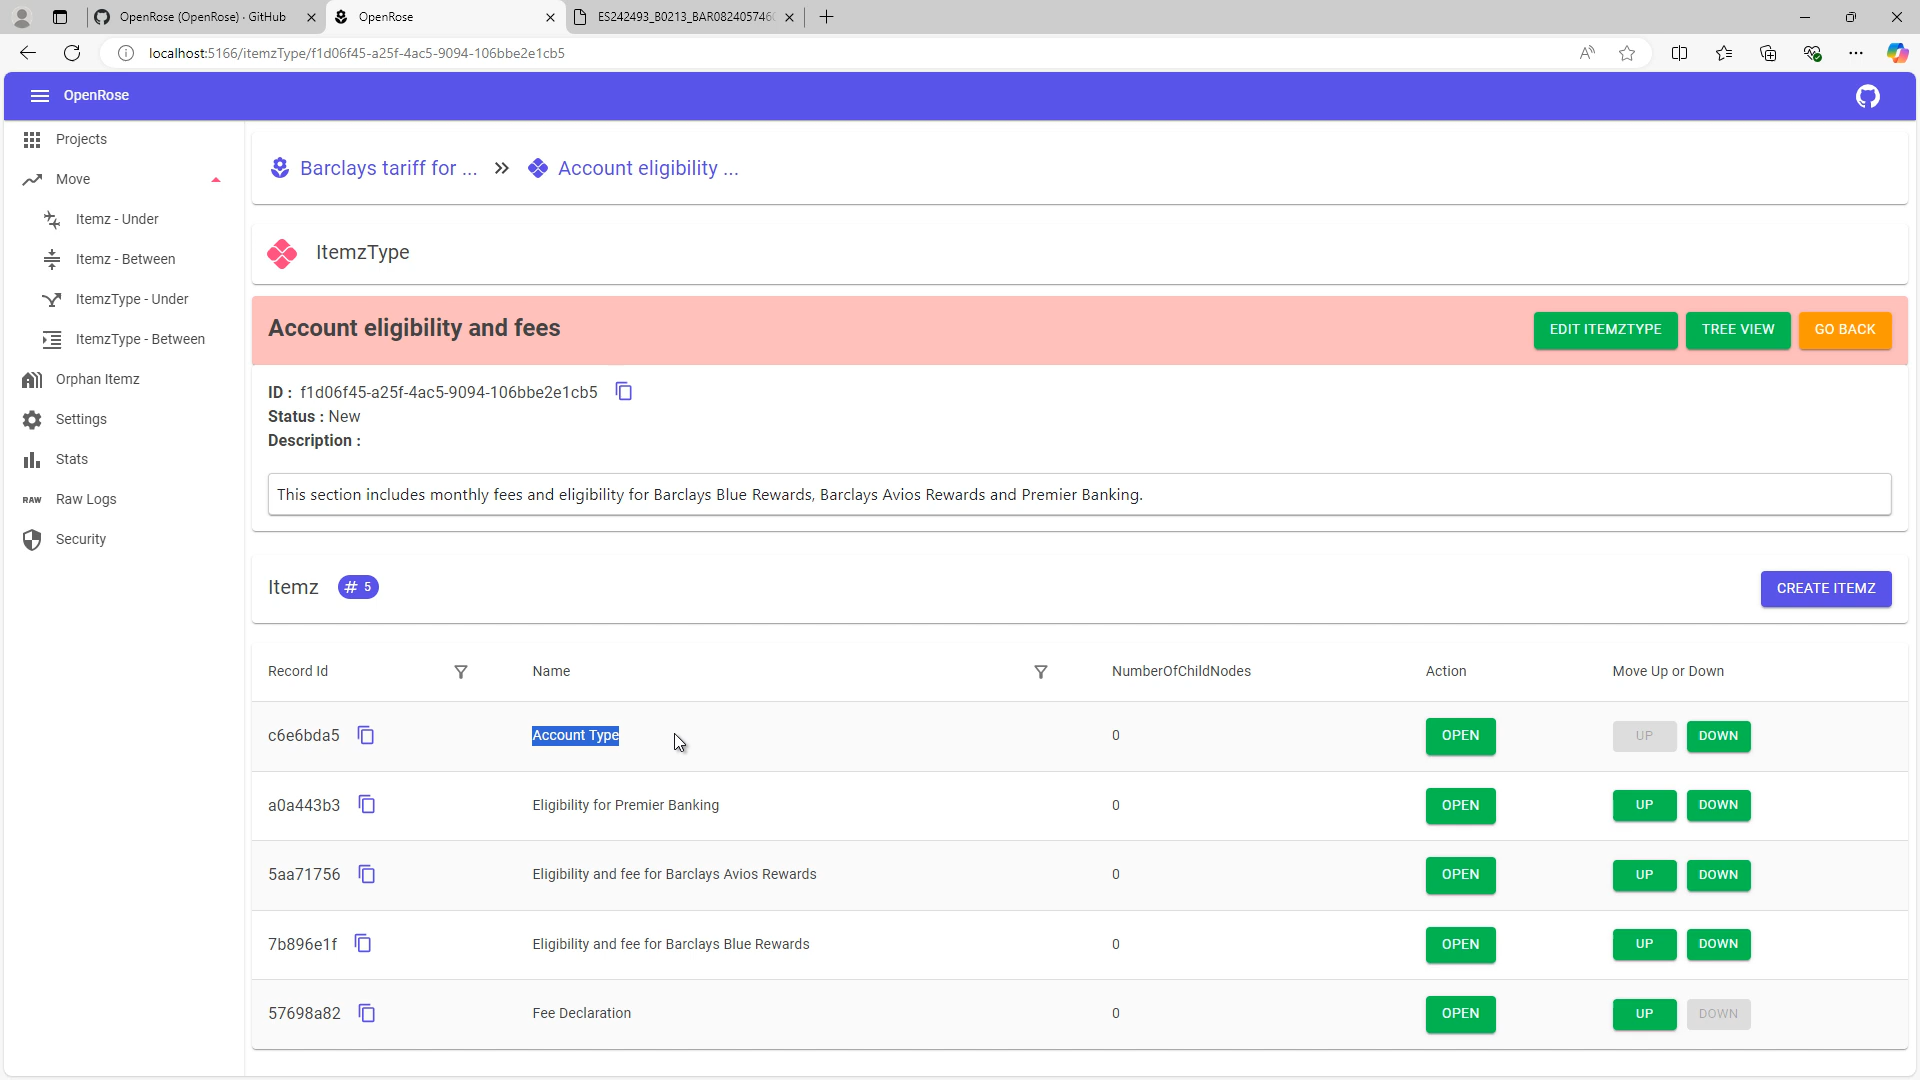 OpenRose (OpenRose) · GitHub
OpenRose
ES242493_B0213_BAR0824057460
localhost:5166/itemzType/f1d06f45-a25f-4ac5-9094-106bbe2e1cb5
OpenRose
Projects
Move
Itemz - Under
Itemz - Between
ItemzType - Under
ItemzType - Between
Orphan Itemz
Settings
Stats
RAW Raw Logs
Security
Barclays tariff for ... Account eligibility ...
ItemzType
Account eligibility and fees
EDIT ITEMZTYPE TREE VIEW GO BACK
ID : f1d06f45-a25f-4ac5-9094-106bbe2e1cb5
Status : New
Description :
This section includes monthly fees and eligibility for Barclays Blue Rewards, Barclays Avios Rewards and Premier Banking.
Itemz # 5
CREATE ITEMZ
Record Id Name NumberOfChildNodes Action Move Up or Down
c6e6bda5 Account Type 0 OPEN UP DOWN
a0a443b3 Eligibility for Premier Banking 0 OPEN UP DOWN
5aa71756 Eligibility and fee for Barclays Avios Rewards 0 OPEN UP DOWN
7b896e1f Eligibility and fee for Barclays Blue Rewards 0 OPEN UP DOWN
57698a82 Fee Declaration 0 OPEN UP DOWN